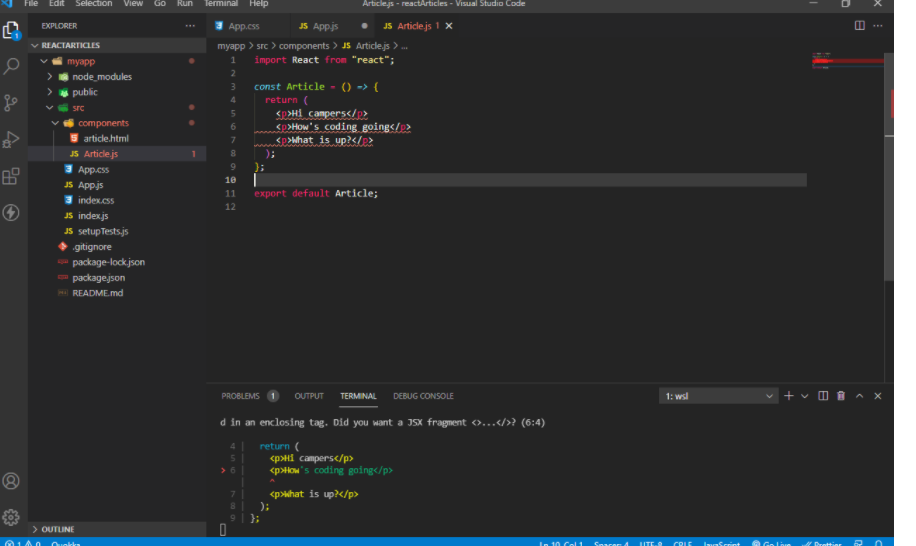 File Edit Selection View Go Run Terminal Help Article.js - reactArticles - Visual Studio Code
EXPLORER ...
REACTARTICLES
myapp
node_modules
public
src
components
article.html
JS Article.js 1
App.css
JS App.js
index.css
JS index.js
JS setupTests.js
.gitignore
package-lock.json
package.json
README.md
OUTLINE
App.css JS App.js JS Article.js 1
myapp > src > components > JS Article.js > ...
1 import React from "react";
2
3 const Article = () => {
4 return (
5 <p>Hi campers</p>
6 <p>How's coding going</p>
7 <p>What is up?</p>
8 );
9 };
10
11 export default Article;
12
PROBLEMS 1 OUTPUT TERMINAL DEBUG CONSOLE 1: wsl
d in an enclosing tag. Did you want a JSX fragment <>...</>? (6:4)
4 | return (
5 | <p>Hi campers</p>
> 6 | <p>How's coding going</p>
| ^
7 | <p>What is up?</p>
8 | );
9 | };
1 0 Quokka Ln 10, Col 1 Spaces: 4 UTF-8 CRLF JavaScript Go Live Prettier